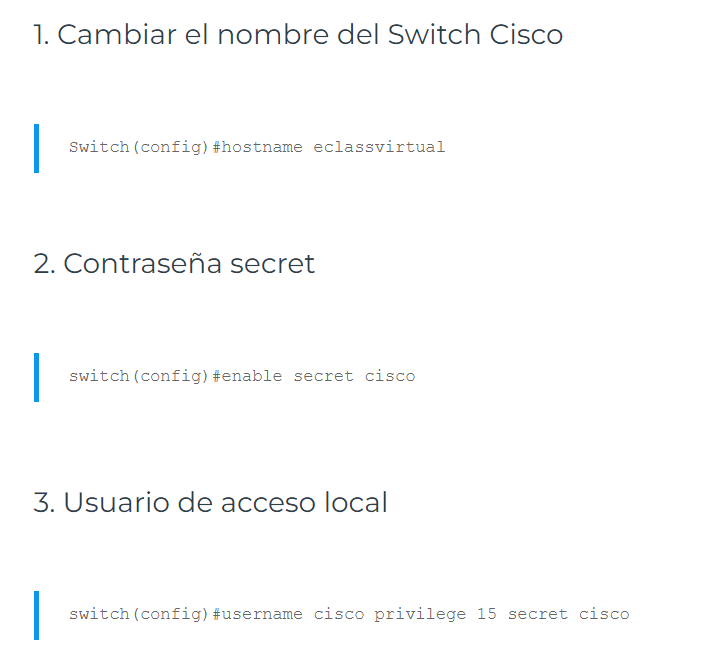 1. Cambiar el nombre del Switch Cisco
Switch(config)#hostname eclassvirtual
2. Contraseña secret
switch(config)#enable secret cisco
3. Usuario de acceso local
switch(config)#username cisco privilege 15 secret cisco